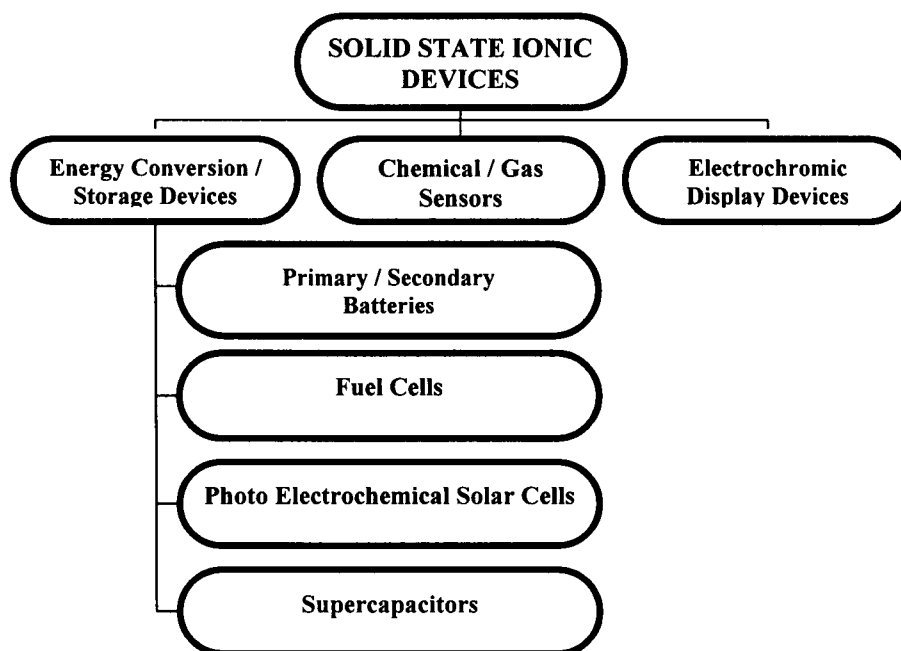 SOLID STATE IONIC
DEVICES
Energy Conversion /
Storage Devices
Chemical / Gas
Sensors
Electrochromic
Display Devices
Primary / Secondary
Batteries
Fuel Cells
Photo Electrochemical Solar Cells
Supercapacitors